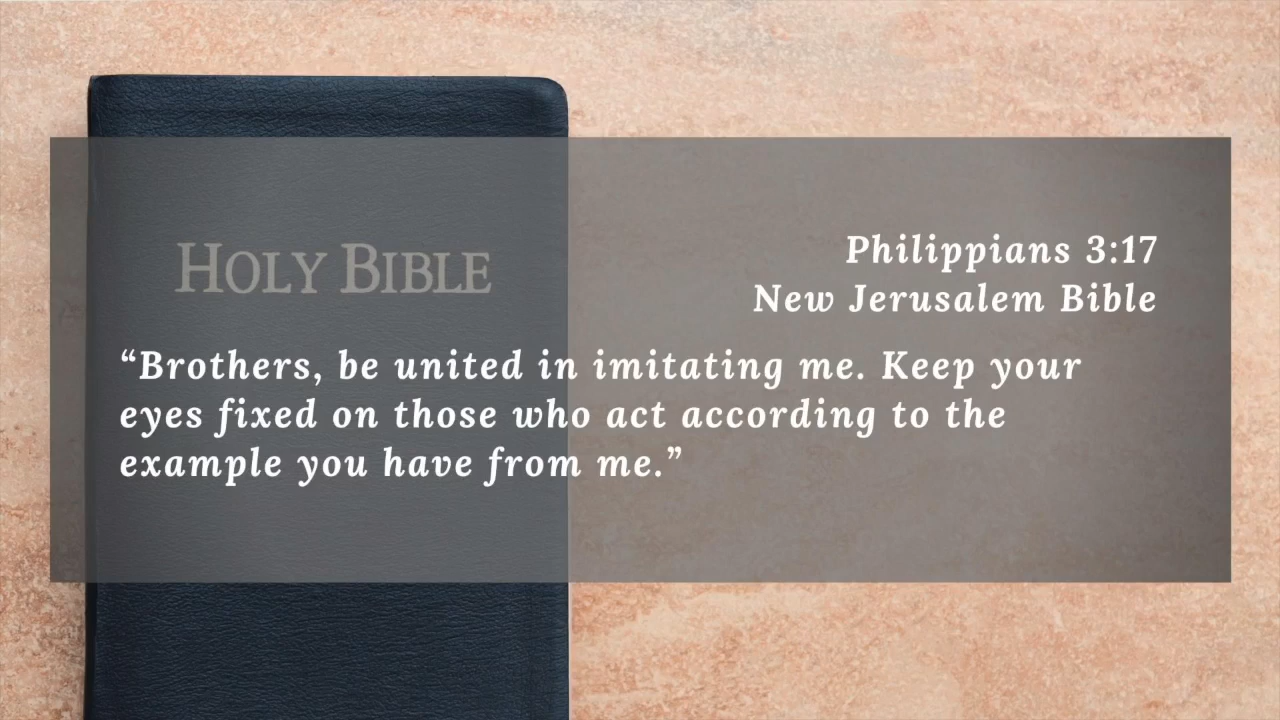 HOLY BIBLE
Philippians 3:17
New Jerusalem Bible
“Brothers, be united in imitating me. Keep your
eyes fixed on those who act according to the
example you have from me.”